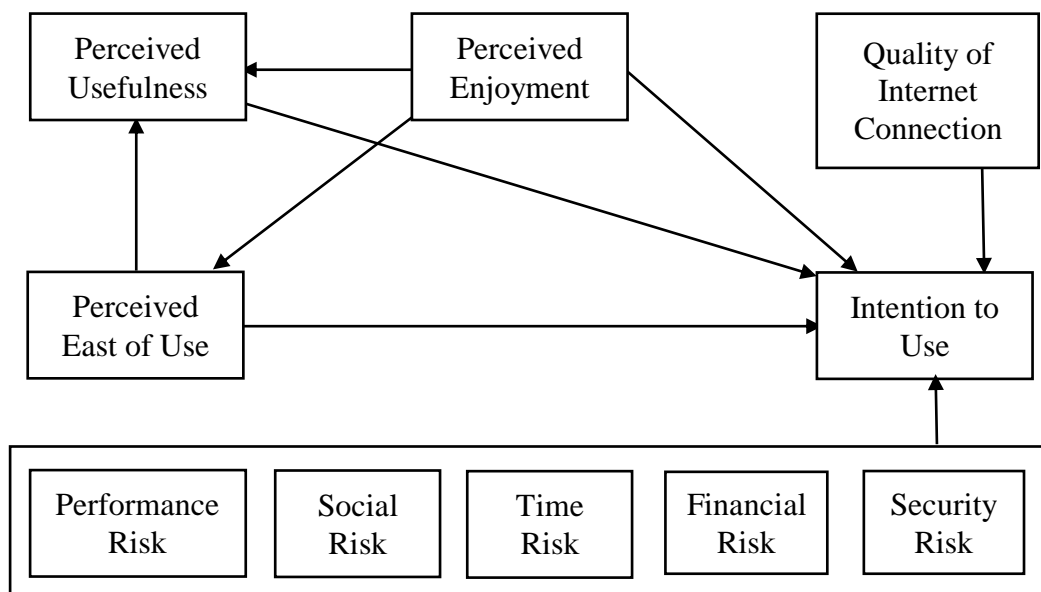 Perceived
Usefulness
Perceived
Enjoyment
Quality of
Internet
Connection
Perceived
East of Use
Intention to
Use
Performance
Risk
Social
Risk
Time
Risk
Financial
Risk
Security
Risk